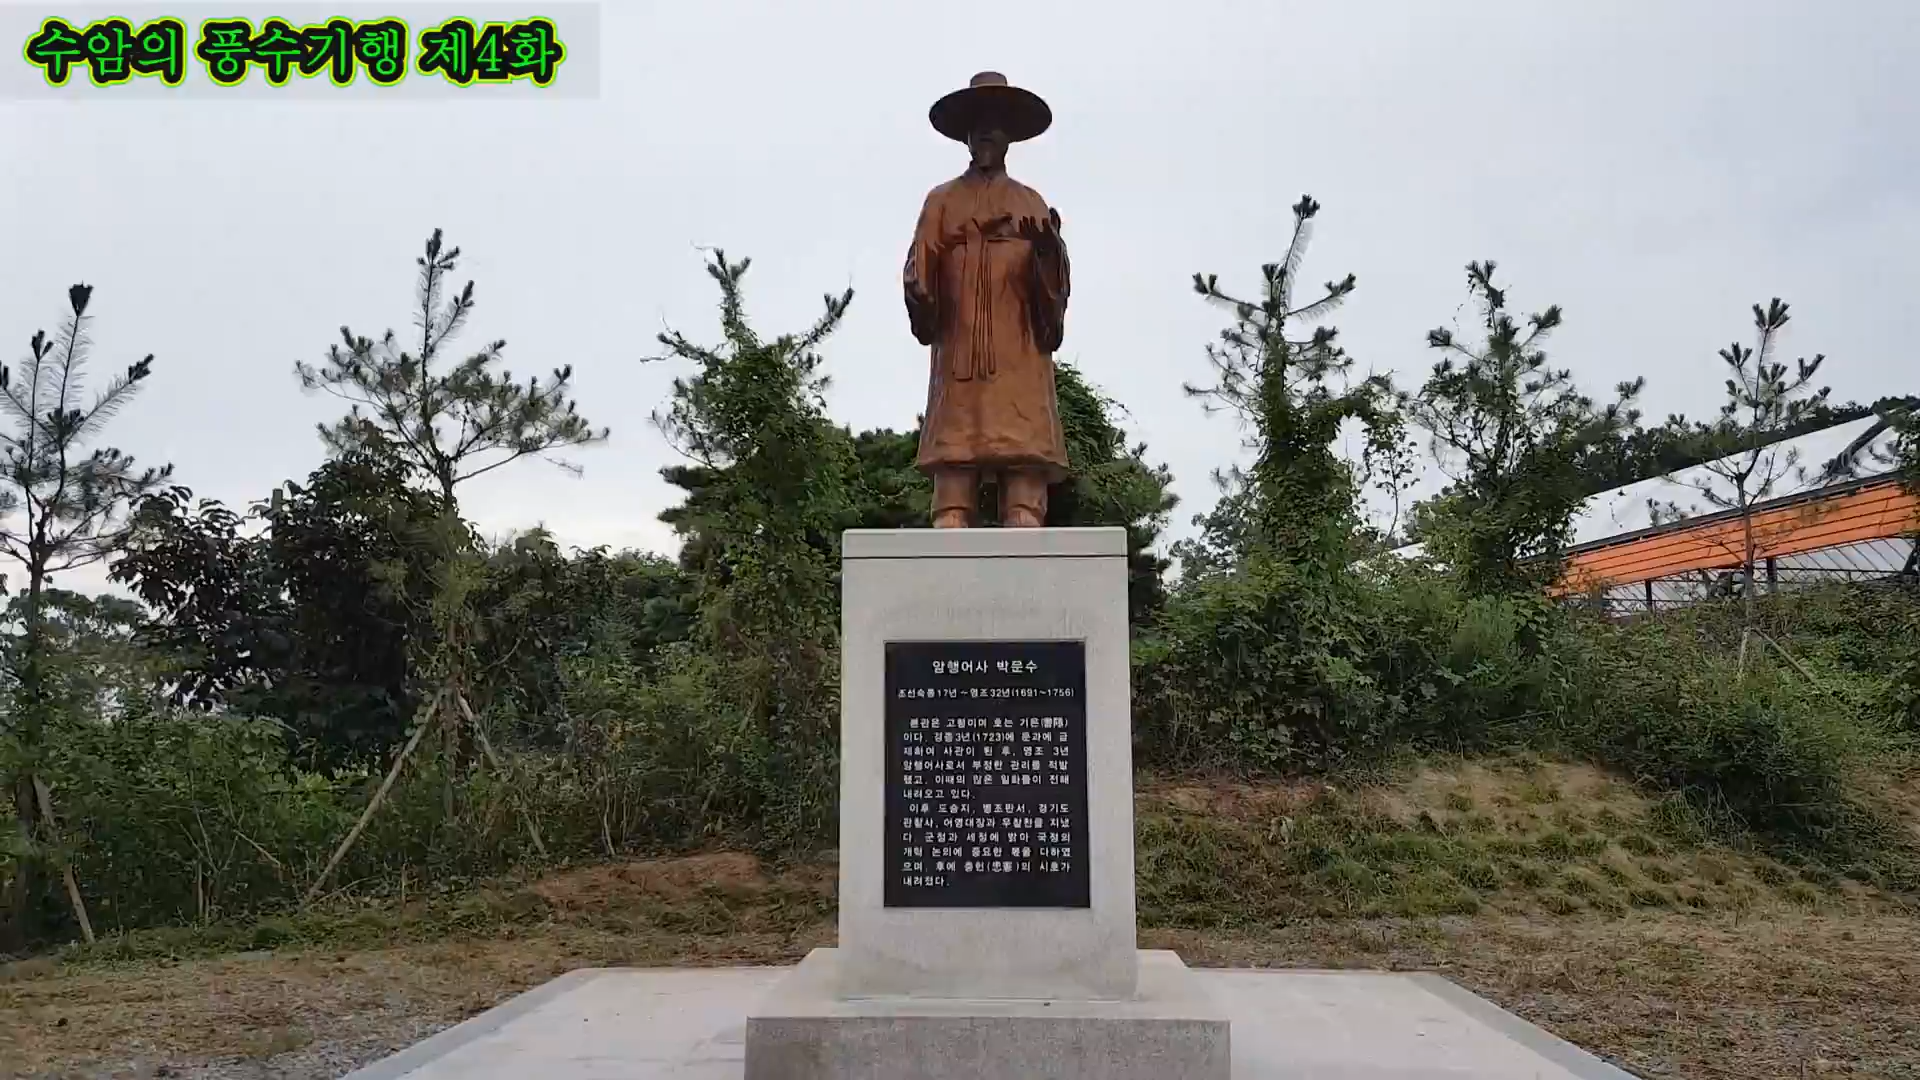 수암의 풍수기행 제4화
암행어사 박문수
조선숙종17년~영조32년(1691~1756)
본관은 고령이며 호는 기은(耆隱)
이다. 경종3년(1723)에 문과에 급
제하여 사관이 된 후, 영조 3년
암행어사로서 부정한 관리를 적발
했고, 이때의 많은 일화들이 전해
내려오고 있다.
이후 도승지, 병조판서, 경기도
관찰사, 어영대장과 우참찬을 지냈
다. 군정과 세정에 밝아 국정의
개혁 논의에 중요한 몫을 다하였
으며, 후에 충헌(忠憲)의 시호가
내려졌다.